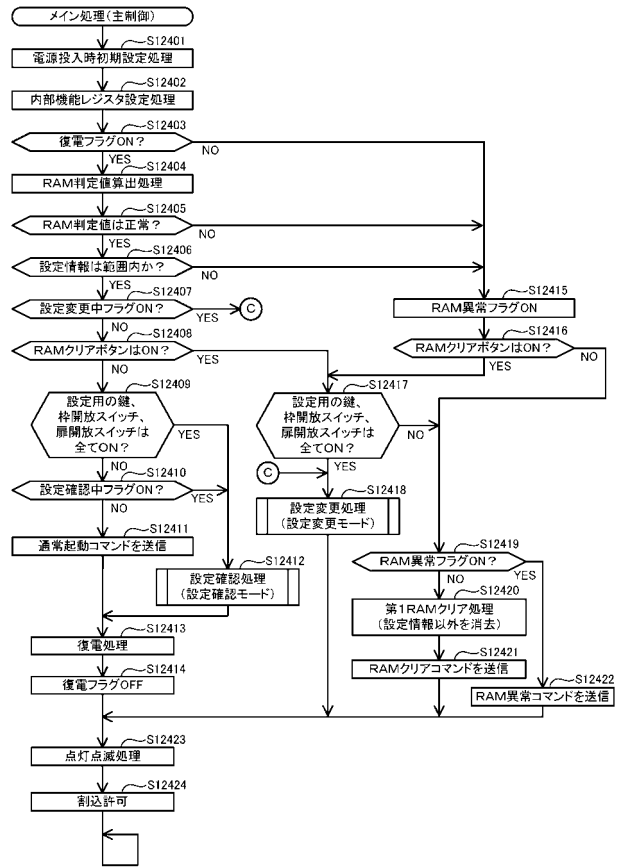 メイン処理(主制御)
S12401
電源投入時初期設定処理
S12402
内部機能レジスタ設定処理
S12403
復電フラグON?
NO
YES
S12404
RAM判定値算出処理
S12405
RAM判定値は正常?
NO
YES
S12406
設定情報は範囲内か?
NO
YES
S12407
設定変更中フラグON?
YES
C
NO
S12408
RAMクリアボタンはON?
YES
NO
S12409
設定用の鍵、
枠開放スイッチ、
扉開放スイッチは
全てON?
YES
NO
S12410
設定確認中フラグON?
YES
NO
S12411
通常起動コマンドを送信
S12412
設定確認処理
(設定確認モード)
S12413
復電処理
S12414
復電フラグOFF
S12415
RAM異常フラグON
S12416
RAMクリアボタンはON?
NO
YES
S12417
設定用の鍵、
枠開放スイッチ、
扉開放スイッチは
全てON?
NO
YES
C
S12418
設定変更処理
(設定変更モード)
S12419
RAM異常フラグON?
YES
NO
S12420
第1RAMクリア処理
(設定情報以外を消去)
S12421
RAMクリアコマンドを送信
S12422
RAM異常コマンドを送信
S12423
点灯点滅処理
S12424
割込許可